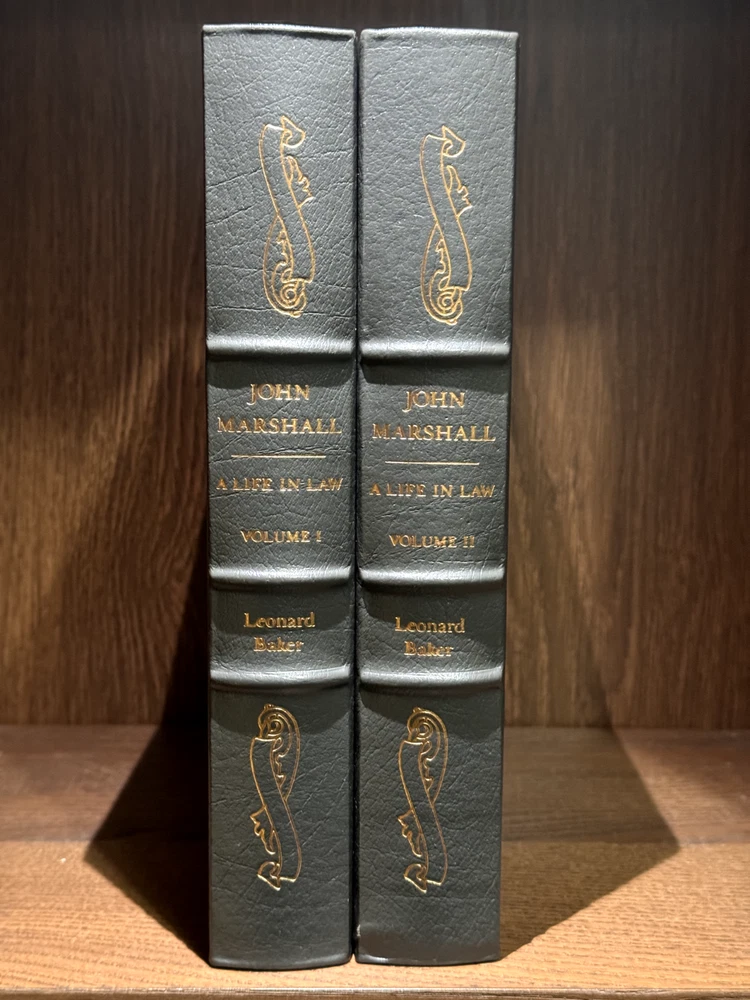 JOHN
MARSHALL
A LIFE IN LAW
VOLUME I
Leonard
Baker
JOHN
MARSHALL
A LIFE IN LAW
VOLUME II
Leonard
Baker